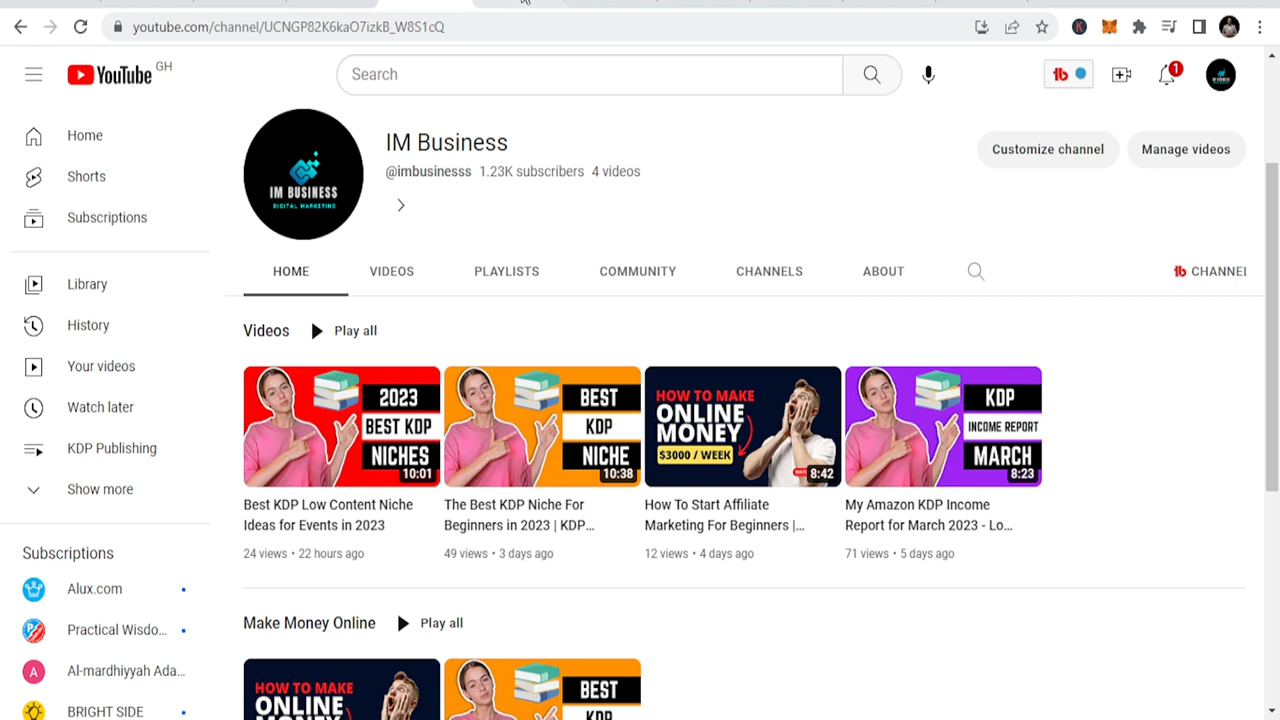 youtube.com/channel/UCNGP82K6kaO7izkB_W8S1cQ
YouTube GH
Search
1
IM BUSINESS
DIGITAL MARKETING
IM Business
@imbusinesss 1.23K subscribers 4 videos
Customize channel
Manage videos
Home
Shorts
Subscriptions
Library
History
Your videos
Watch later
KDP Publishing
Show more
Subscriptions
Alux.com
Practical Wisdo...
A
Al-mardhiyyah Ada...
BRIGHT SIDE
HOME VIDEOS PLAYLISTS COMMUNITY CHANNELS ABOUT
tb CHANNEL
Videos Play all
2023
BEST KDP
NICHES
10:01
BEST
KDP
NICHE
10:38
HOW TO MAKE
ONLINE
MONEY
$3000 / WEEK
8:42
KDP
INCOME REPORT
MARCH
8:23
Best KDP Low Content Niche
Ideas for Events in 2023
24 views • 22 hours ago
The Best KDP Niche For
Beginners in 2023 | KDP...
49 views • 3 days ago
How To Start Affiliate
Marketing For Beginners |...
12 views • 4 days ago
My Amazon KDP Income
Report for March 2023 - Lo...
71 views • 5 days ago
Make Money Online Play all
HOW TO MAKE
ONLINE
BEST
KDP